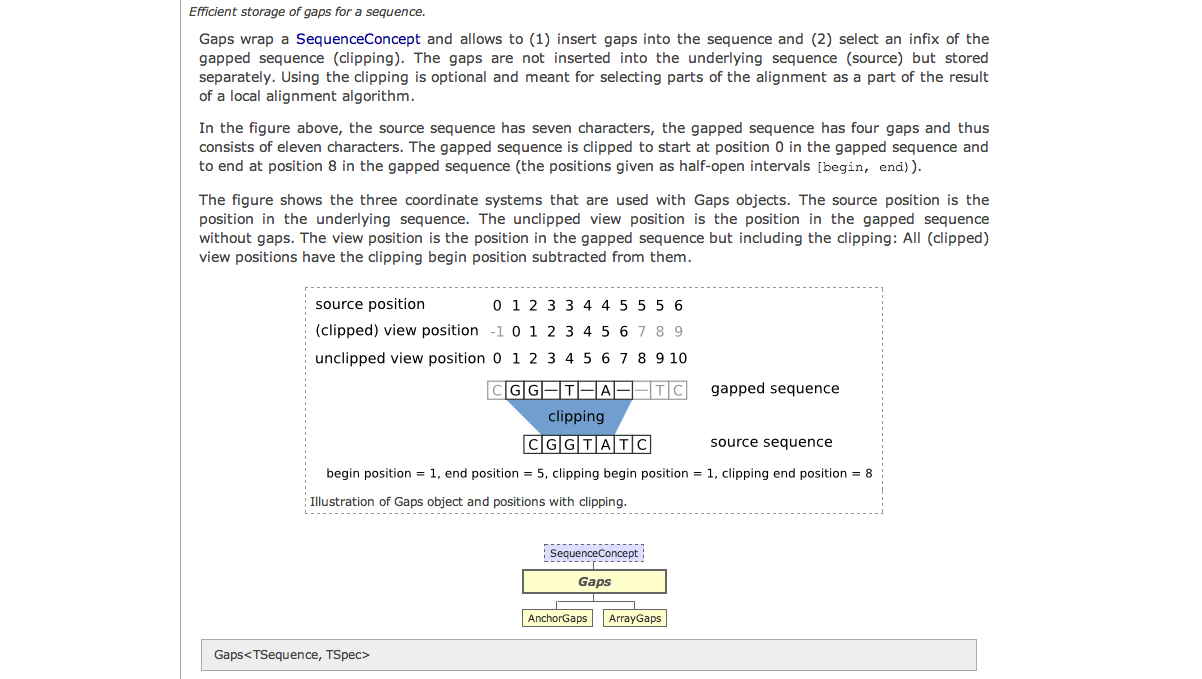 Efficient storage of gaps for a sequence.
Gaps wrap a SequenceConcept and allows to (1) insert gaps into the sequence and (2) select an infix of the
gapped sequence (clipping). The gaps are not inserted into the underlying sequence (source) but stored
separately. Using the clipping is optional and meant for selecting parts of the alignment as a part of the result
of a local alignment algorithm.
In the figure above, the source sequence has seven characters, the gapped sequence has four gaps and thus
consists of eleven characters. The gapped sequence is clipped to start at position 0 in the gapped sequence and
to end at position 8 in the gapped sequence (the positions given as half-open intervals [begin, end)).
The figure shows the three coordinate systems that are used with Gaps objects. The source position is the
position in the underlying sequence. The unclipped view position is the position in the gapped sequence
without gaps. The view position is the position in the gapped sequence but including the clipping: All (clipped)
view positions have the clipping begin position subtracted from them.
source position 0 1 2 3 3 4 4 5 5 5 6
(clipped) view position -1 0 1 2 3 4 5 6 7 8 9
unclipped view position 0 1 2 3 4 5 6 7 8 9 10
C G G — T — A — — T C gapped sequence
clipping
C G G T A T C source sequence
begin position = 1, end position = 5, clipping begin position = 1, clipping end position = 8
Illustration of Gaps object and positions with clipping.
SequenceConcept
Gaps
AnchorGaps ArrayGaps
Gaps<TSequence, TSpec>